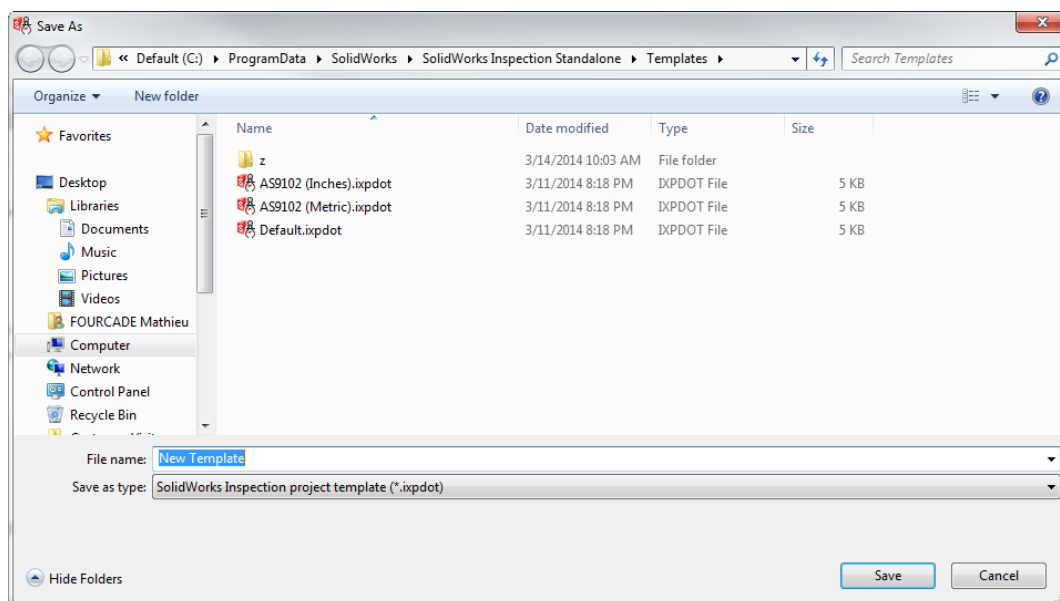 Save As
« Default (C:) ProgramData SolidWorks SolidWorks Inspection Standalone Templates Search Templates
Organize New folder
Name Date modified Type Size
Favorites
Desktop
Libraries
Documents
Music
Pictures
Videos
FOURCADE Mathieu
Computer
Network
Control Panel
Recycle Bin
z 3/14/2014 10:03 AM File folder
AS9102 (Inches).ixpdot 3/11/2014 8:18 PM IXPDOT File 5 KB
AS9102 (Metric).ixpdot 3/11/2014 8:18 PM IXPDOT File 5 KB
Default.ixpdot 3/11/2014 8:18 PM IXPDOT File 5 KB
File name: New Template
Save as type: SolidWorks Inspection project template (*.ixpdot)
Hide Folders Save Cancel